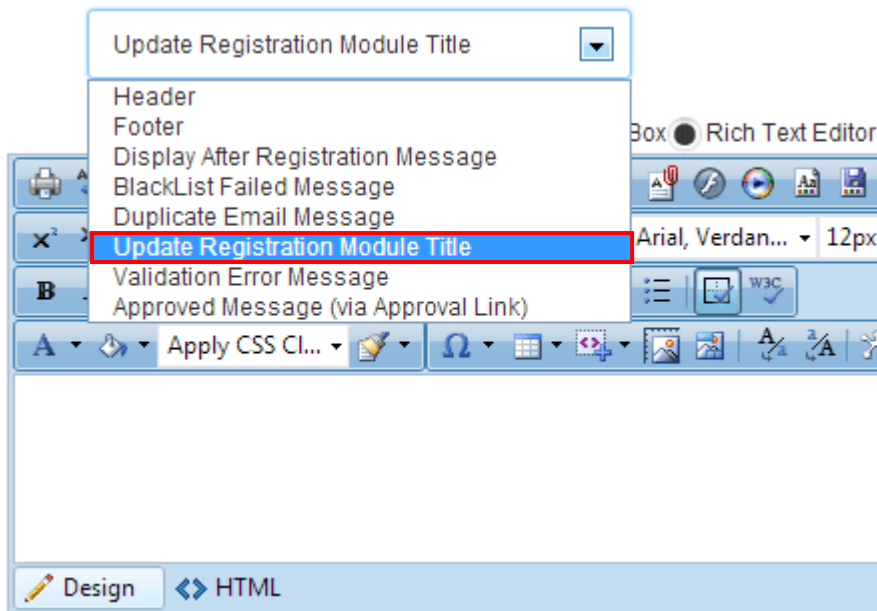 Update Registration Module Title
Header
Footer
Display After Registration Message
BlackList Failed Message
Duplicate Email Message
Update Registration Module Title
Validation Error Message
Approved Message (via Approval Link)
Box Rich Text Editor
Arial, Verdan... 12px
B W3C
A Apply CSS Cl... Ω
Design HTML